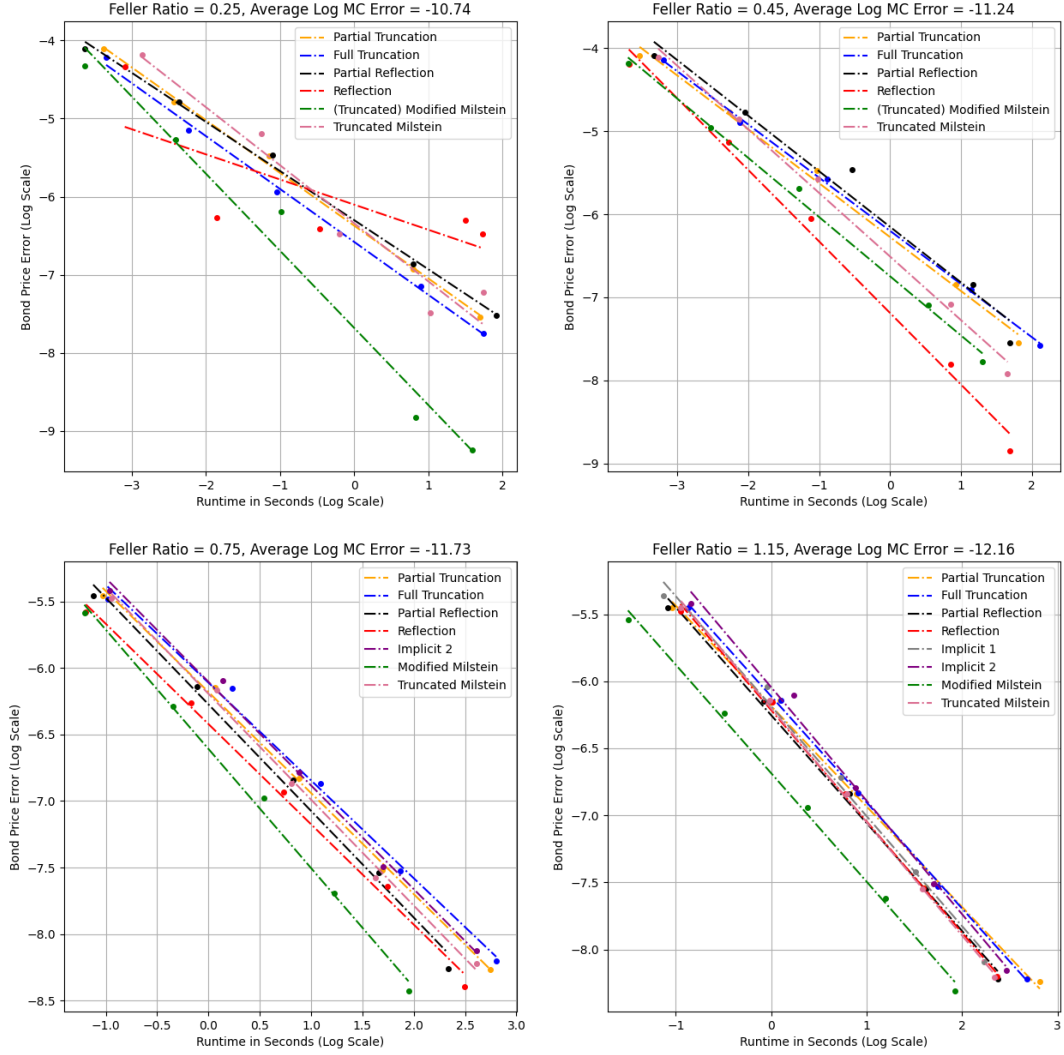 Feller Ratio = 0.25, Average Log MC Error = -10.74
−4
−5
−6
−7
−8
−9
Bond Price Error (Log Scale)
Partial Truncation
Full Truncation
Partial Reflection
Reflection
(Truncated) Modified Milstein
Truncated Milstein
−3
−2
−1
0
1
2
Runtime in Seconds (Log Scale)
Feller Ratio = 0.45, Average Log MC Error = -11.24
−4
−5
−6
−7
−8
−9
Bond Price Error (Log Scale)
Partial Truncation
Full Truncation
Partial Reflection
Reflection
(Truncated) Modified Milstein
Truncated Milstein
−3
−2
−1
0
1
2
Runtime in Seconds (Log Scale)
Feller Ratio = 0.75, Average Log MC Error = -11.73
−5.5
−6.0
−6.5
−7.0
−7.5
−8.0
−8.5
Bond Price Error (Log Scale)
Partial Truncation
Full Truncation
Partial Reflection
Reflection
Implicit 2
Modified Milstein
Truncated Milstein
−1.0
−0.5
0.0
0.5
1.0
1.5
2.0
2.5
3.0
Runtime in Seconds (Log Scale)
Feller Ratio = 1.15, Average Log MC Error = -12.16
−5.5
−6.0
−6.5
−7.0
−7.5
−8.0
Bond Price Error (Log Scale)
Partial Truncation
Full Truncation
Partial Reflection
Reflection
Implicit 1
Implicit 2
Modified Milstein
Truncated Milstein
−1
0
1
2
3
Runtime in Seconds (Log Scale)